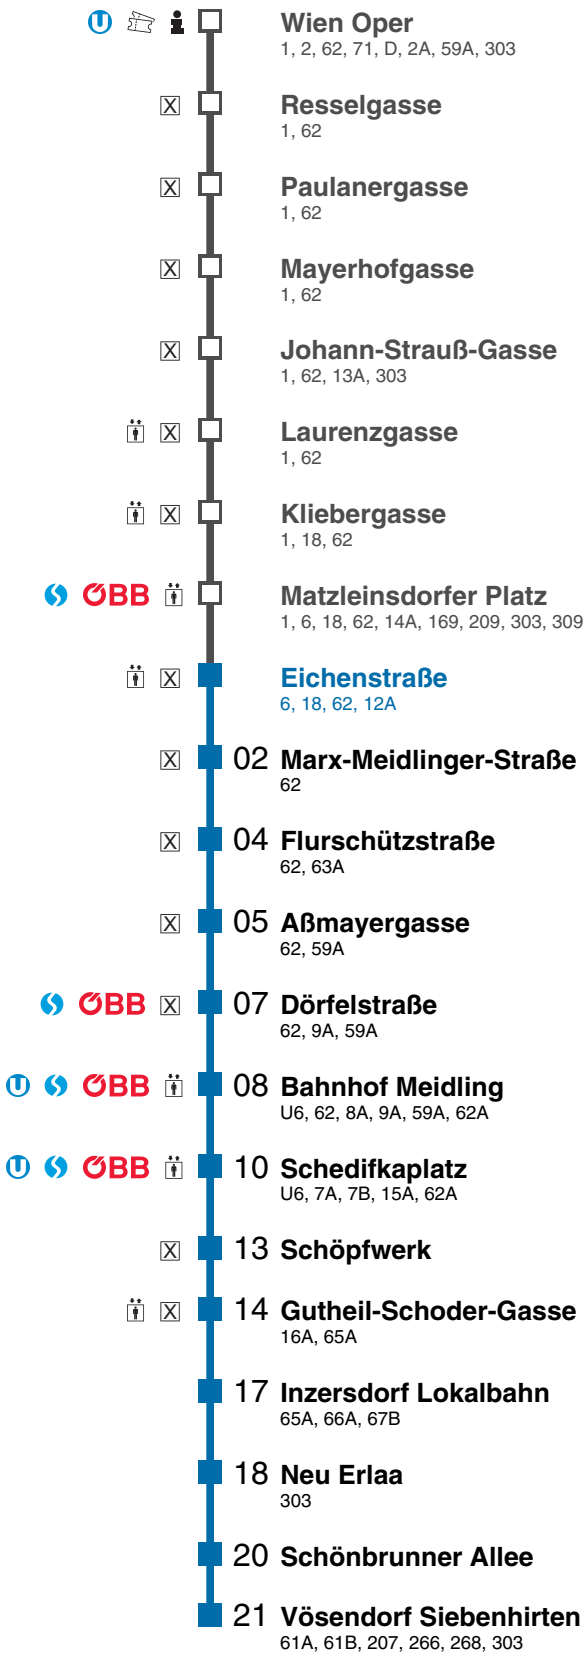 U i Wien Oper
1, 2, 62, 71, D, 2A, 59A, 303
X Resselgasse
1, 62
X Paulanergasse
1, 62
X Mayerhofgasse
1, 62
X Johann-Strauß-Gasse
1, 62, 13A, 303
X Laurenzgasse
1, 62
X Kliebergasse
1, 18, 62
S ÖBB Matzleinsdorfer Platz
1, 6, 18, 62, 14A, 169, 209, 303, 309
X Eichenstraße
6, 18, 62, 12A
X 02 Marx-Meidlinger-Straße
62
X 04 Flurschützstraße
62, 63A
X 05 Aßmayergasse
62, 59A
S ÖBB X 07 Dörfelstraße
62, 9A, 59A
U S ÖBB 08 Bahnhof Meidling
U6, 62, 8A, 9A, 59A, 62A
U S ÖBB 10 Schedifkaplatz
U6, 7A, 7B, 15A, 62A
X 13 Schöpfwerk
X 14 Gutheil-Schoder-Gasse
16A, 65A
17 Inzersdorf Lokalbahn
65A, 66A, 67B
18 Neu Erlaa
303
20 Schönbrunner Allee
21 Vösendorf Siebenhirten
61A, 61B, 207, 266, 268, 303